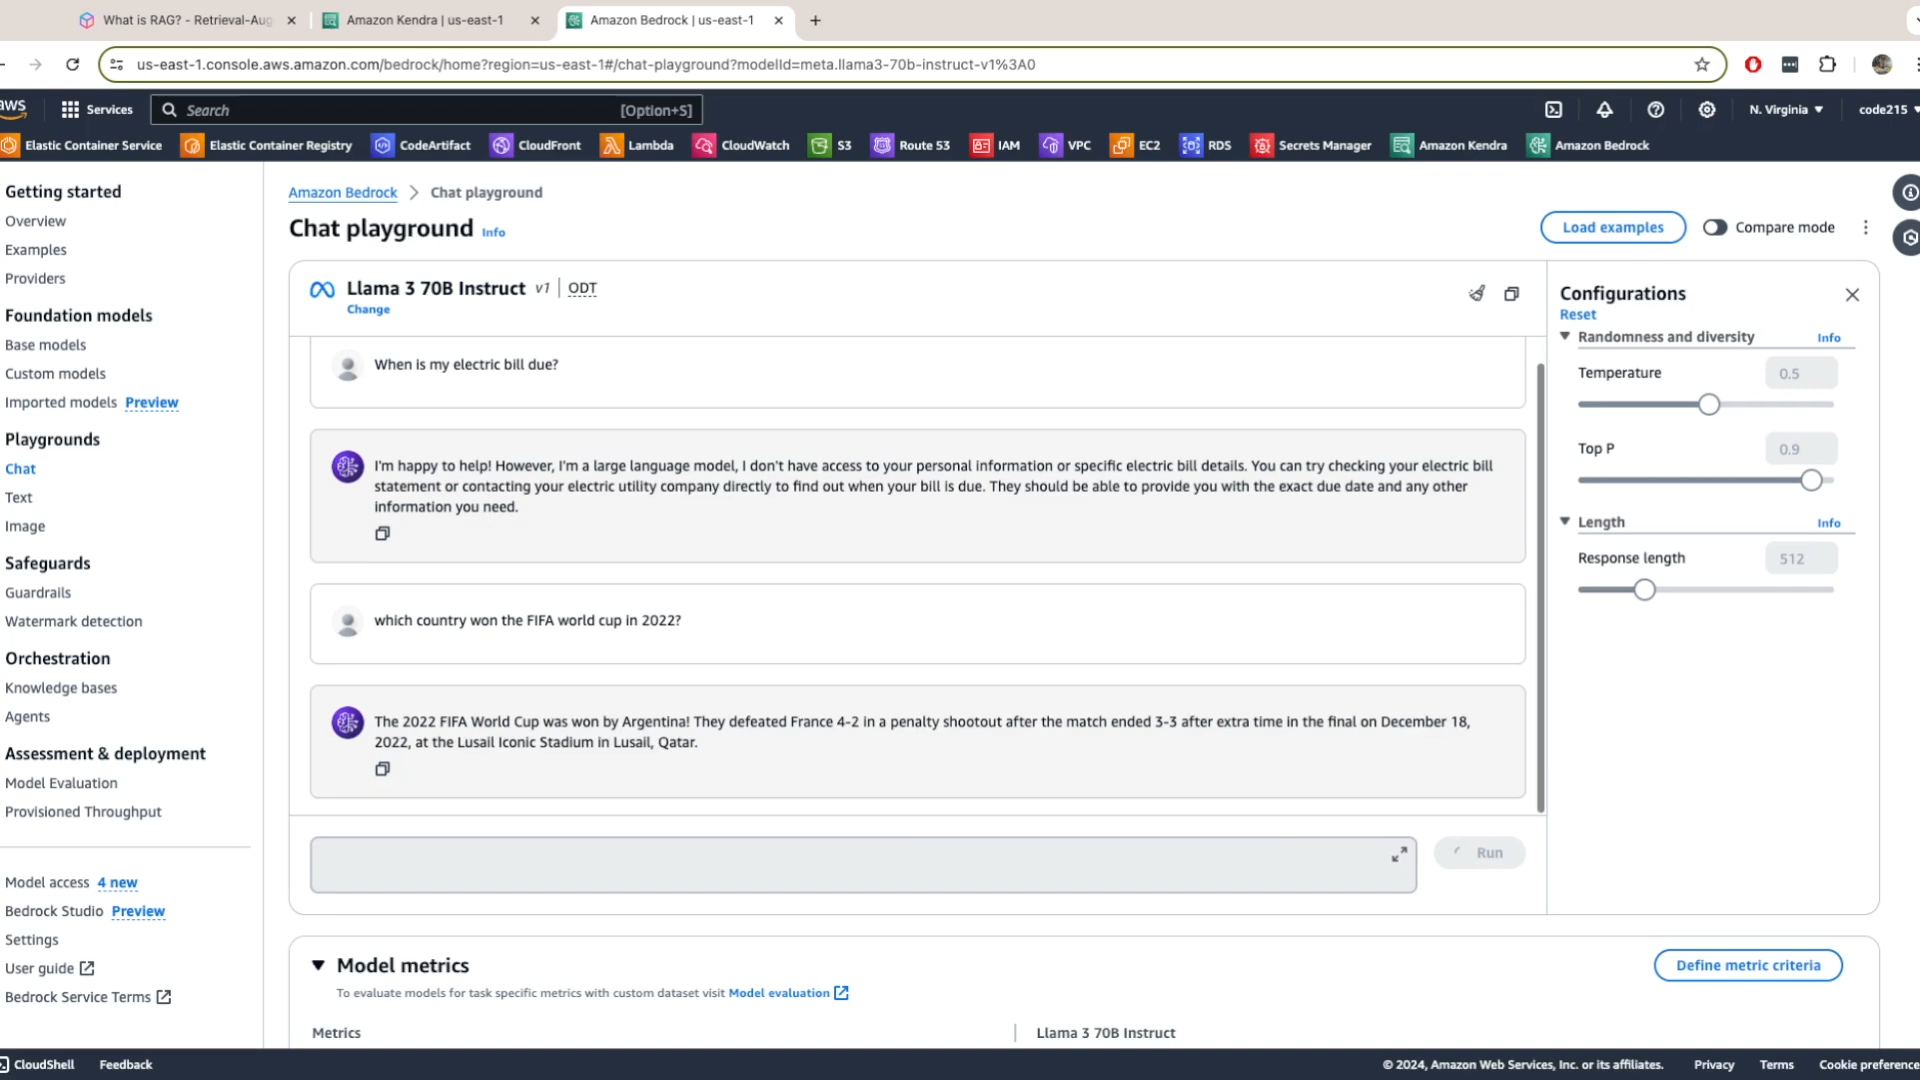 What is RAG? - Retrieval-Aug
Amazon Kendra | us-east-1
Amazon Bedrock | us-east-1
us-east-1.console.aws.amazon.com/bedrock/home?region=us-east-1#/chat-playground?modelId=meta.llama3-70b-instruct-v1%3A0
aws
Services
Search
[Option+S]
N. Virginia
code215
Elastic Container Service
Elastic Container Registry
CodeArtifact
CloudFront
Lambda
CloudWatch
S3
Route 53
IAM
VPC
EC2
RDS
Secrets Manager
Amazon Kendra
Amazon Bedrock
Getting started
Overview
Examples
Providers
Foundation models
Base models
Custom models
Imported models Preview
Playgrounds
Chat
Text
Image
Safeguards
Guardrails
Watermark detection
Orchestration
Knowledge bases
Agents
Assessment & deployment
Model Evaluation
Provisioned Throughput
Model access 4 new
Bedrock Studio Preview
Settings
User guide
Bedrock Service Terms
Amazon Bedrock > Chat playground
Chat playground Info
Load examples
Compare mode
Llama 3 70B Instruct v1 | ODT
Change
When is my electric bill due?
I'm happy to help! However, I'm a large language model, I don't have access to your personal information or specific electric bill details. You can try checking your electric bill
statement or contacting your electric utility company directly to find out when your bill is due. They should be able to provide you with the exact due date and any other
information you need.
which country won the FIFA world cup in 2022?
The 2022 FIFA World Cup was won by Argentina! They defeated France 4-2 in a penalty shootout after the match ended 3-3 after extra time in the final on December 18,
2022, at the Lusail Iconic Stadium in Lusail, Qatar.
Run
Configurations
Reset
Randomness and diversity Info
Temperature 0.5
Top P 0.9
Length Info
Response length 512
Model metrics
Define metric criteria
To evaluate models for task specific metrics with custom dataset visit Model evaluation
Metrics
Llama 3 70B Instruct
CloudShell
Feedback
© 2024, Amazon Web Services, Inc. or its affiliates.
Privacy
Terms
Cookie preference